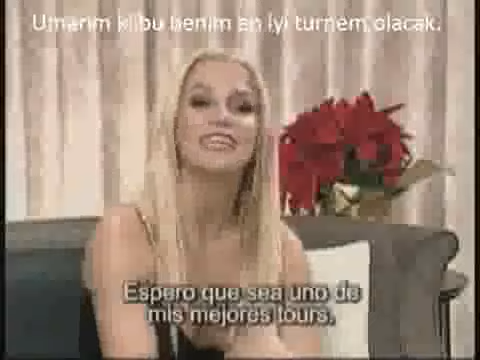 Umarım ki bu benim en iyi turnem olacak.
Espero que sea uno de
mis mejores tours.